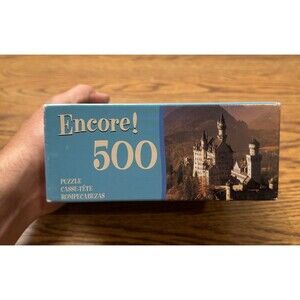 Encore!
500
PUZZLE
CASSE-TÊTE
ROMPECABEZAS